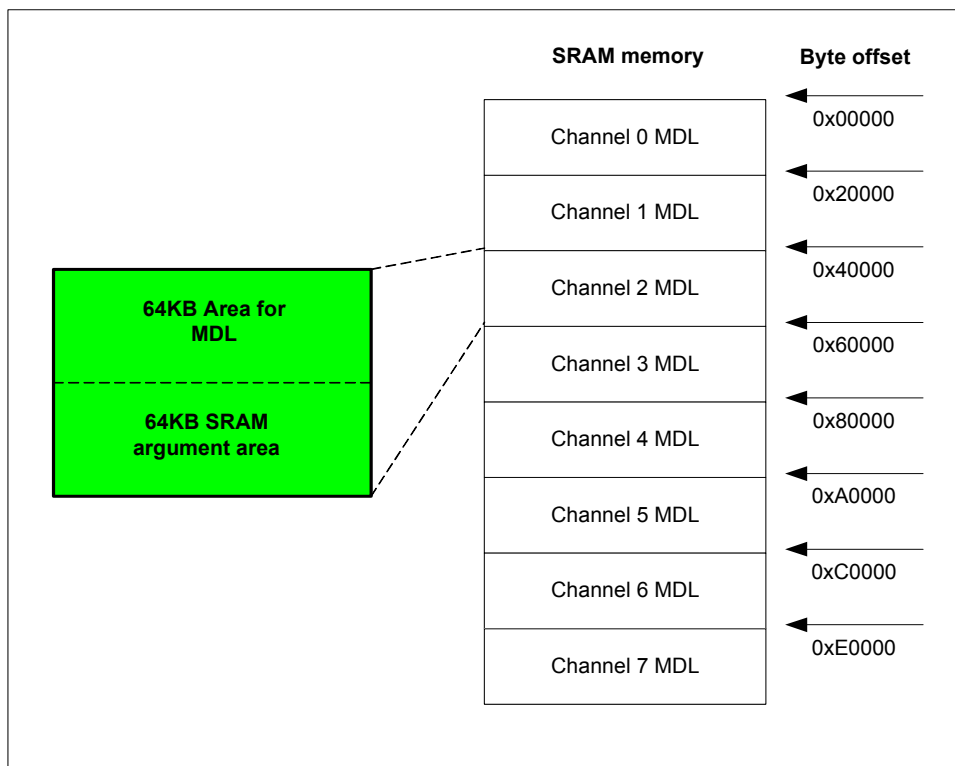 SRAM memory
Byte offset
0x00000
Channel 0 MDL
0x20000
Channel 1 MDL
0x40000
Channel 2 MDL
0x60000
Channel 3 MDL
0x80000
Channel 4 MDL
0xA0000
Channel 5 MDL
0xC0000
Channel 6 MDL
0xE0000
Channel 7 MDL
64KB Area for
MDL
64KB SRAM
argument area